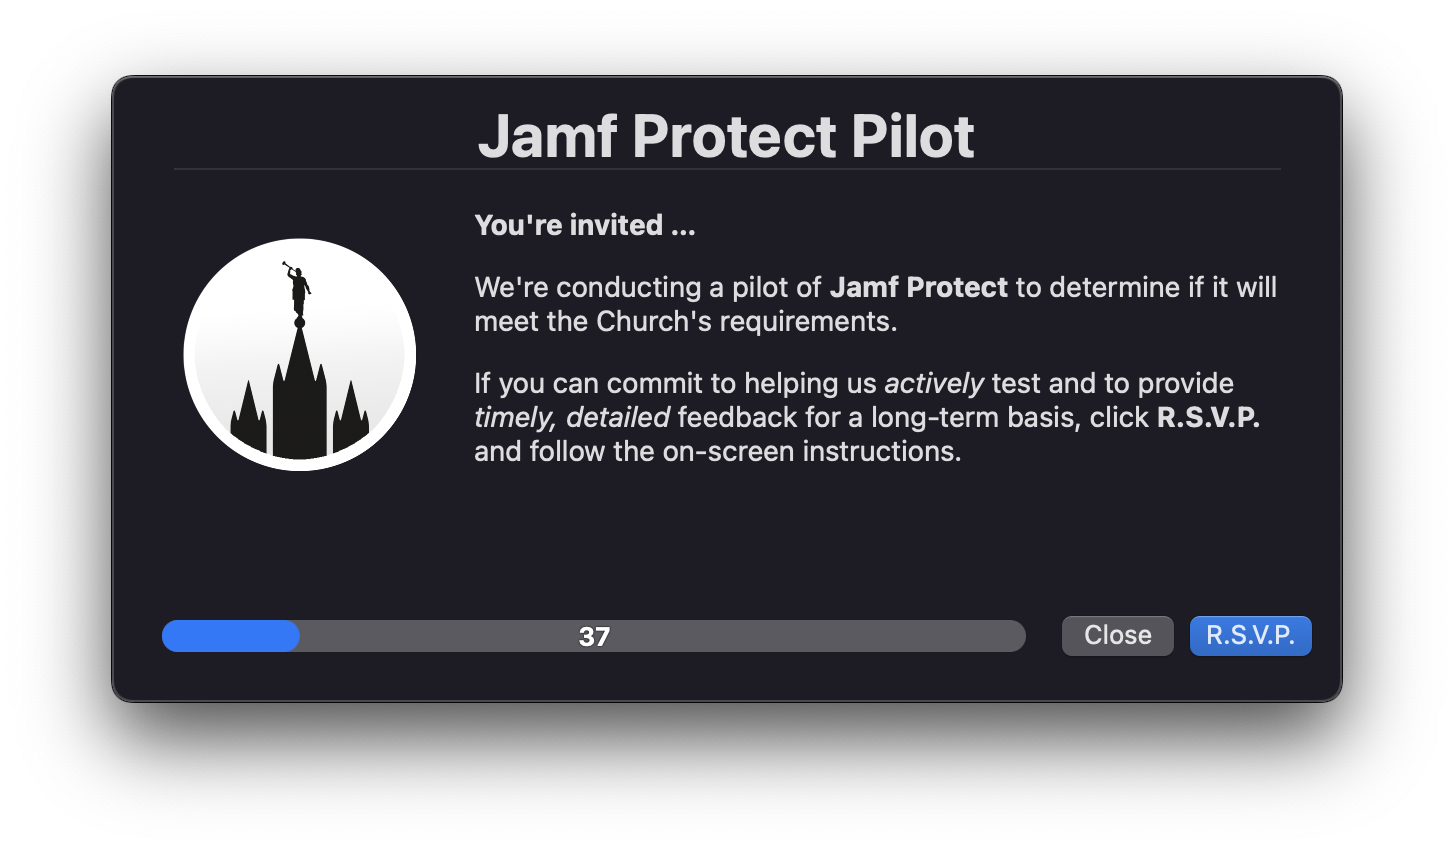 Jamf Protect Pilot
You're invited ...
We're conducting a pilot of Jamf Protect to determine if it will
meet the Church's requirements.
If you can commit to helping us actively test and to provide
timely, detailed feedback for a long-term basis, click R.S.V.P.
and follow the on-screen instructions.
37
Close
R.S.V.P.